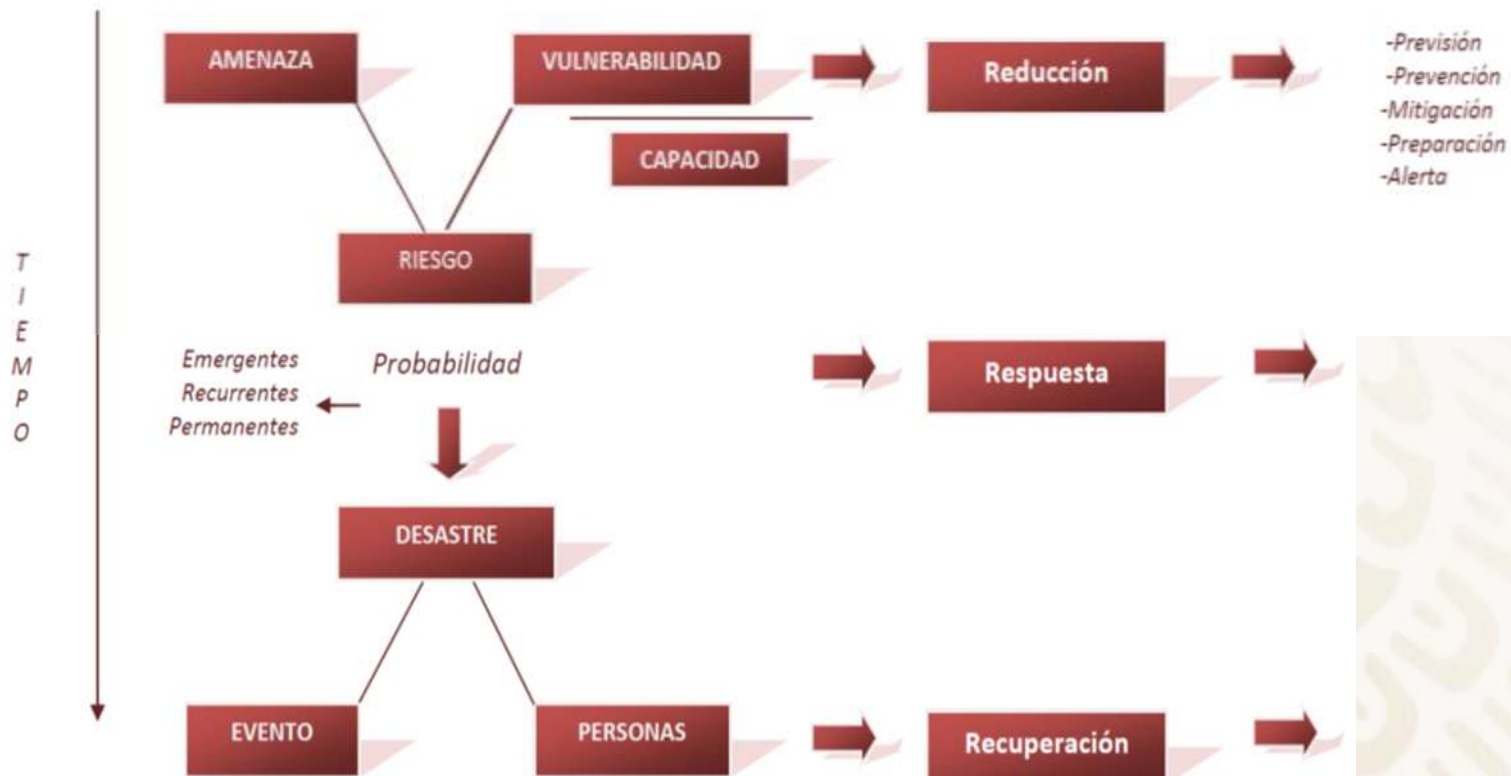 AMENAZA
VULNERABILIDAD
Reducción
-Previsión
-Prevención
-Mitigación
-Preparación
-Alerta
CAPACIDAD
RIESGO
TIEMPO
Emergentes
Recurrentes
Permanentes
Probabilidad
Respuesta
DESASTRE
EVENTO
PERSONAS
Recuperación